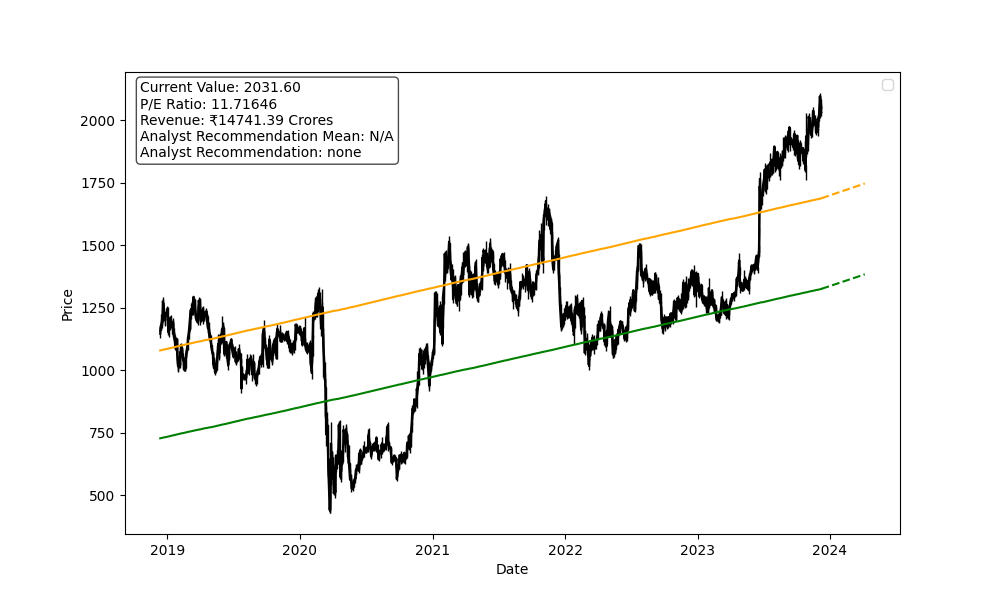 Current Value: 2031.60
P/E Ratio: 11.71646
Revenue: ₹14741.39 Crores
Analyst Recommendation Mean: N/A
Analyst Recommendation: none
2000
1750
1500
1250
1000
750
500
Price
2019 2020 2021 2022 2023 2024
Date